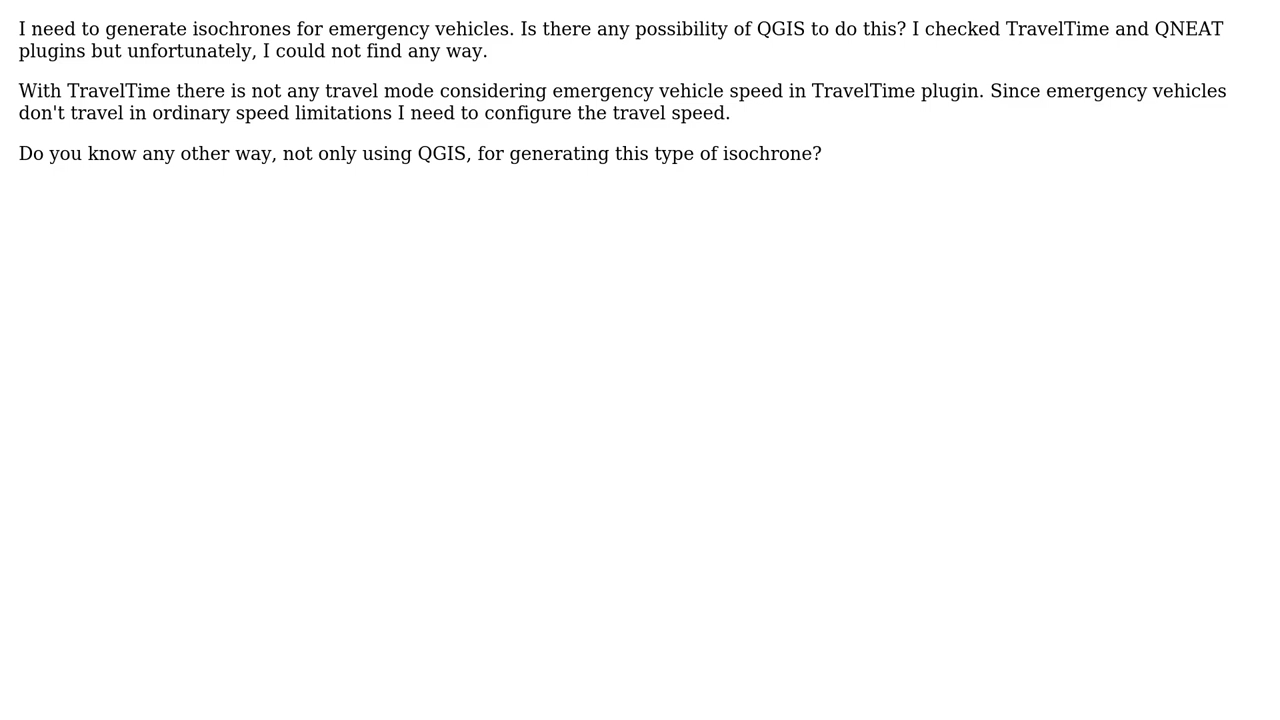 I need to generate isochrones for emergency vehicles. Is there any possibility of QGIS to do this? I checked TravelTime and QNEAT
plugins but unfortunately, I could not find any way.
With TravelTime there is not any travel mode considering emergency vehicle speed in TravelTime plugin. Since emergency vehicles
don't travel in ordinary speed limitations I need to configure the travel speed.
Do you know any other way, not only using QGIS, for generating this type of isochrone?